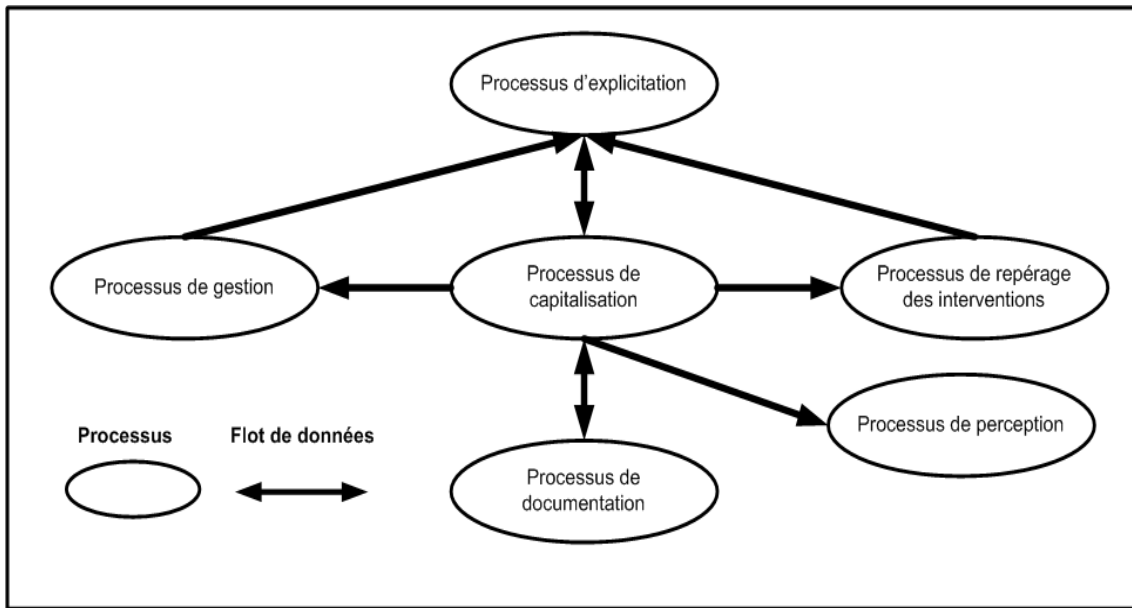 Processus d'explicitation
Processus de gestion
Processus de
capitalisation
Processus de repérage
des interventions
Processus de perception
Processus
Flot de données
Processus de
documentation